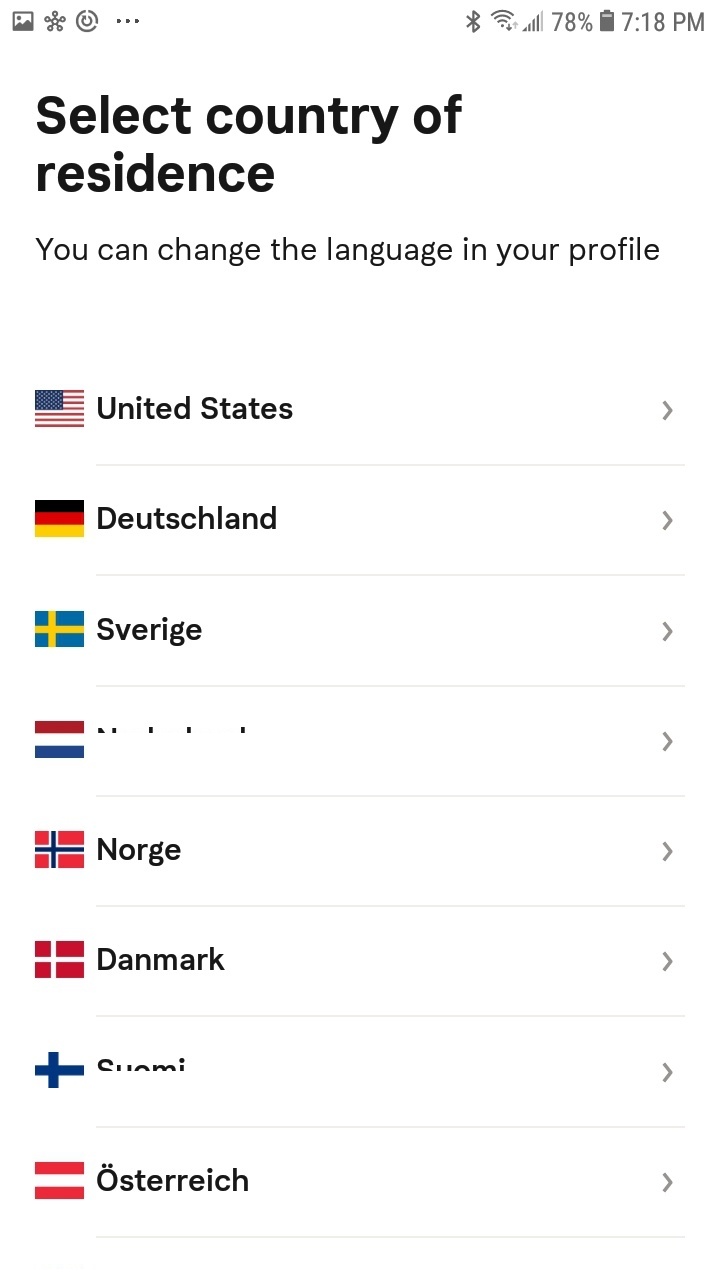 78% 7:18 PM
Select country of
residence
You can change the language in your profile
United States
Deutschland
Sverige
Norge
Danmark
Suomi
Österreich